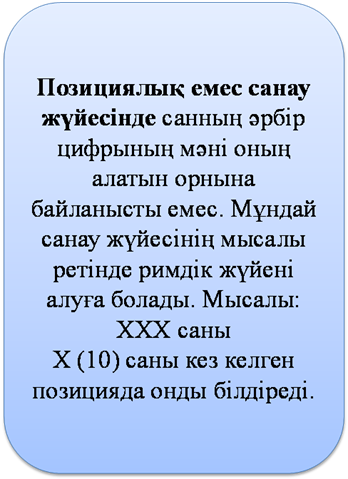 Позициялық емес санау
жүйесінде санның әрбір
цифрының мәні оның
алатын орнына
байланысты емес. Мұндай
санау жүйесінің мысалы
ретінде римдік жүйені
алуға болады. Мысалы:
XXX саны
X (10) саны кез келген
позицияда онды білдіреді.